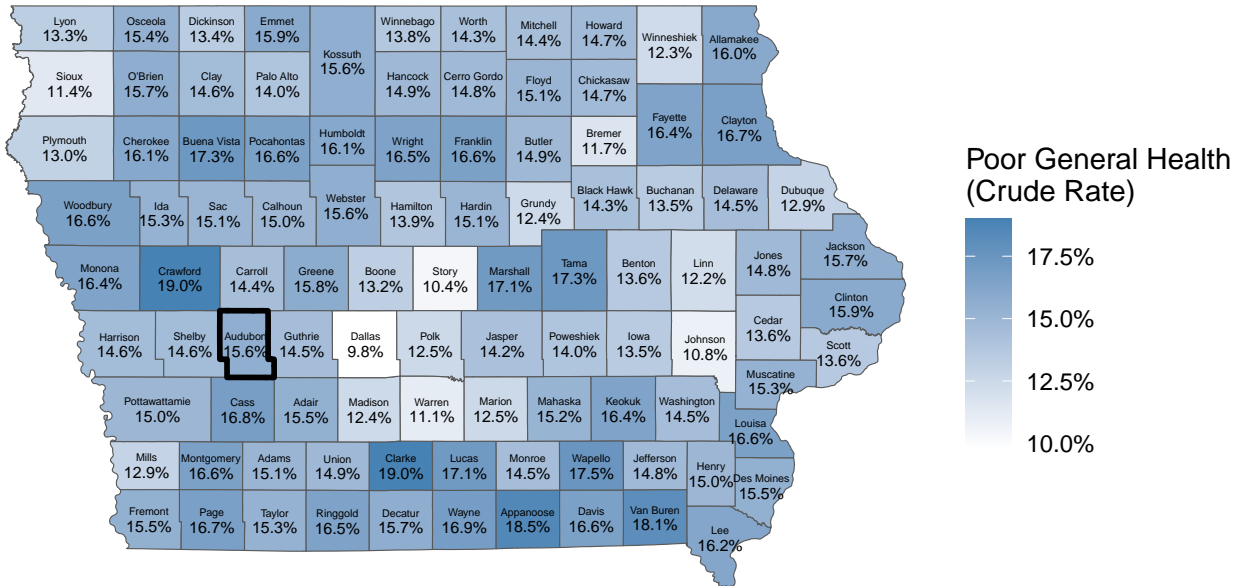 Lyon
13.3%
Osceola
15.4%
Dickinson
13.4%
Emmet
15.9%
Kossuth
15.6%
Winnebago
13.8%
Worth
14.3%
Mitchell
14.4%
Howard
14.7%
Winneshiek
12.3%
Allamakee
16.0%
Sioux
11.4%
O'Brien
15.7%
Clay
14.6%
Palo Alto
14.0%
Hancock
14.9%
Cerro Gordo
14.8%
Floyd
15.1%
Chickasaw
14.7%
Fayette
16.4%
Clayton
16.7%
Plymouth
13.0%
Cherokee
16.1%
Buena Vista
17.3%
Pocahontas
16.6%
Humboldt
16.1%
Wright
16.5%
Franklin
16.6%
Butler
14.9%
Bremer
11.7%
Woodbury
16.6%
Ida
15.3%
Sac
15.1%
Calhoun
15.0%
Webster
15.6%
Hamilton
13.9%
Hardin
15.1%
Grundy
12.4%
Black Hawk
14.3%
Buchanan
13.5%
Delaware
14.5%
Dubuque
12.9%
Monona
16.4%
Crawford
19.0%
Carroll
14.4%
Greene
15.8%
Boone
13.2%
Story
10.4%
Marshall
17.1%
Tama
17.3%
Benton
13.6%
Linn
12.2%
Jones
14.8%
Jackson
15.7%
Clinton
15.9%
Harrison
14.6%
Shelby
14.6%
Audubon
15.6%
Guthrie
14.5%
Dallas
9.8%
Polk
12.5%
Jasper
14.2%
Poweshiek
14.0%
Iowa
13.5%
Johnson
10.8%
Cedar
13.6%
Scott
13.6%
Muscatine
15.3%
Pottawattamie
15.0%
Cass
16.8%
Adair
15.5%
Madison
12.4%
Warren
11.1%
Marion
12.5%
Mahaska
15.2%
Keokuk
16.4%
Washington
14.5%
Louisa
16.6%
Mills
12.9%
Montgomery
16.6%
Adams
15.1%
Union
14.9%
Clarke
19.0%
Lucas
17.1%
Monroe
14.5%
Wapello
17.5%
Jefferson
14.8%
Henry
15.0%
Des Moines
15.5%
Fremont
15.5%
Page
16.7%
Taylor
15.3%
Ringgold
16.5%
Decatur
15.7%
Wayne
16.9%
Appanoose
18.5%
Davis
16.6%
Van Buren
18.1%
Lee
16.2%
Poor General Health
(Crude Rate)
17.5%
15.0%
12.5%
10.0%